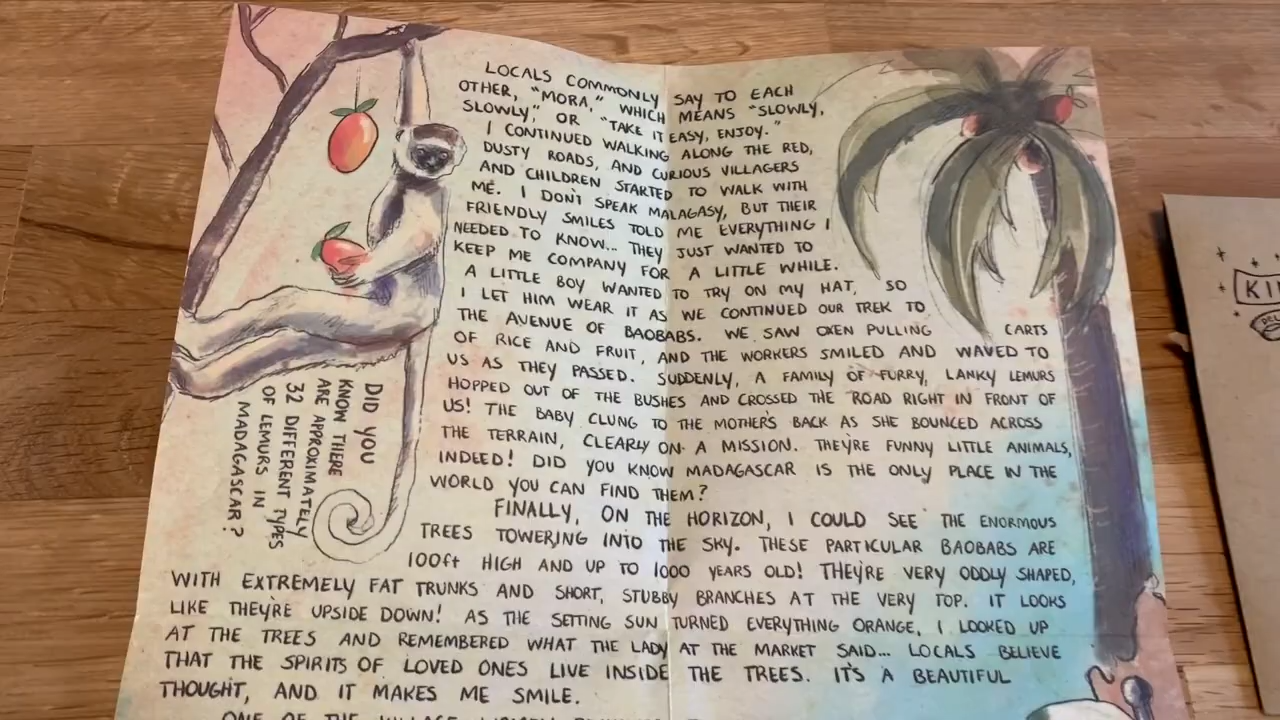 LOCALS COMMONLY SAY TO EACH
OTHER, "MORA," WHICH MEANS "SLOWLY,
SLOWLY," OR "TAKE IT EASY, ENJOY."
I CONTINUED WALKING ALONG THE RED,
DUSTY ROADS, AND CURIOUS VILLAGERS
AND CHILDREN STARTED TO WALK WITH
ME. I DON'T SPEAK MALAGASY, BUT THEIR
FRIENDLY SMILES TOLD ME EVERYTHING I
NEEDED TO KNOW... THEY JUST WANTED TO
KEEP ME COMPANY FOR A LITTLE WHILE.
A LITTLE BOY WANTED TO TRY ON MY HAT, SO
I LET HIM WEAR IT AS WE CONTINUED OUR TREK TO
THE AVENUE OF BAOBABS. WE SAW OXEN PULLING CARTS
OF RICE AND FRUIT, AND THE WORKERS SMILED AND WAVED TO
US AS THEY PASSED. SUDDENLY, A FAMILY OF FURRY, LANKY LEMURS
HOPPED OUT OF THE BUSHES AND CROSSED THE ROAD RIGHT IN FRONT OF
US! THE BABY CLUNG TO THE MOTHER'S BACK AS SHE BOUNCED ACROSS
THE TERRAIN, CLEARLY ON A MISSION. THEY'RE FUNNY LITTLE ANIMALS,
INDEED! DID YOU KNOW MADAGASCAR IS THE ONLY PLACE IN THE
WORLD YOU CAN FIND THEM?
FINALLY, ON THE HORIZON, I COULD SEE THE ENORMOUS
TREES TOWERING INTO THE SKY. THESE PARTICULAR BAOBABS ARE
100ft HIGH AND UP TO 1000 YEARS OLD! THEY'RE VERY ODDLY SHAPED,
WITH EXTREMELY FAT TRUNKS AND SHORT, STUBBY BRANCHES AT THE VERY TOP. IT LOOKS
LIKE THEY'RE UPSIDE DOWN! AS THE SETTING SUN TURNED EVERYTHING ORANGE, I LOOKED UP
AT THE TREES AND REMEMBERED WHAT THE LADY AT THE MARKET SAID... LOCALS BELIEVE
THAT THE SPIRITS OF LOVED ONES LIVE INSIDE THE TREES. IT'S A BEAUTIFUL
THOUGHT, AND IT MAKES ME SMILE.
ONE OF THE VILLAGE
DID YOU
KNOW THERE
ARE APPROXIMATELY
32 DIFFERENT TYPES
OF LEMURS IN
MADAGASCAR?